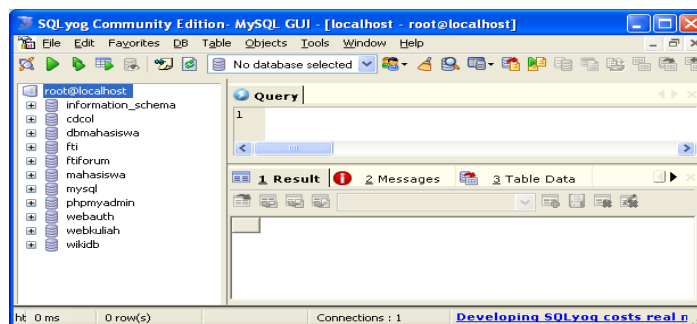 SQLyog Community Edition- MySQL GUI - [localhost - root@localhost]
File Edit Favorites DB Table Objects Tools Window Help
No database selected
root@localhost
information_schema
cdcol
dbmahasiswa
fti
ftiforum
mahasiswa
mysql
phpmyadmin
webauth
webkuliah
wikidb
Query
1
1 Result 2 Messages 3 Table Data
ht 0 ms 0 row(s) Connections : 1 Developing SQLyog costs real